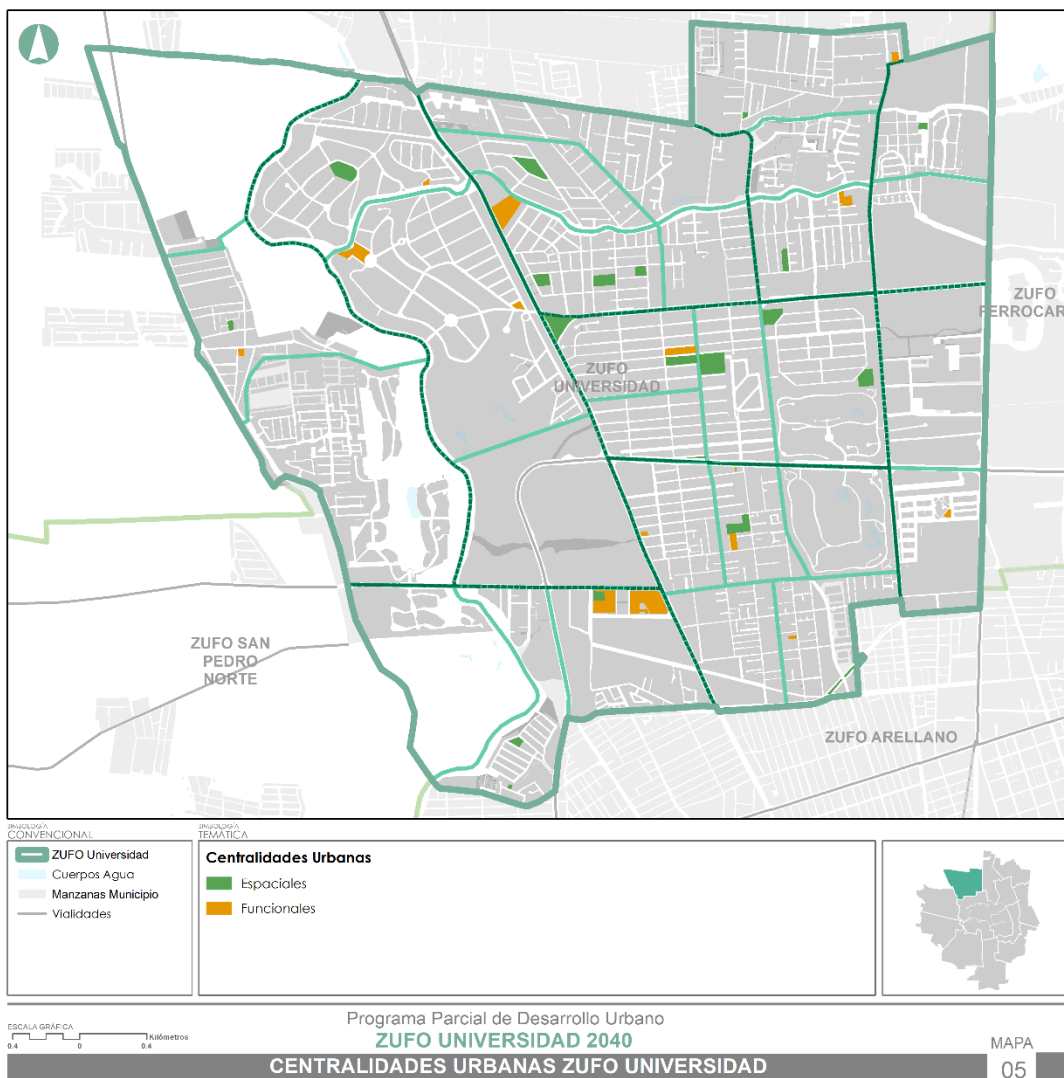 ZUFO
FERROCAR
ZUFO
UNIVERSIDAD
ZUFO SAN
PEDRO
NORTE
ZUFO ARELLANO
SIMBOLOGÍA
CONVENCIONAL
ZUFO Universidad
Cuerpos Agua
Manzanas Municipio
Vialidades
SIMBOLOGÍA
TEMÁTICA
Centralidades Urbanas
Espaciales
Funcionales
ESCALA GRÁFICA
1 Kilómetros
0.4 0 0.4
Programa Parcial de Desarrollo Urbano
ZUFO UNIVERSIDAD 2040
CENTRALIDADES URBANAS ZUFO UNIVERSIDAD
MAPA
05